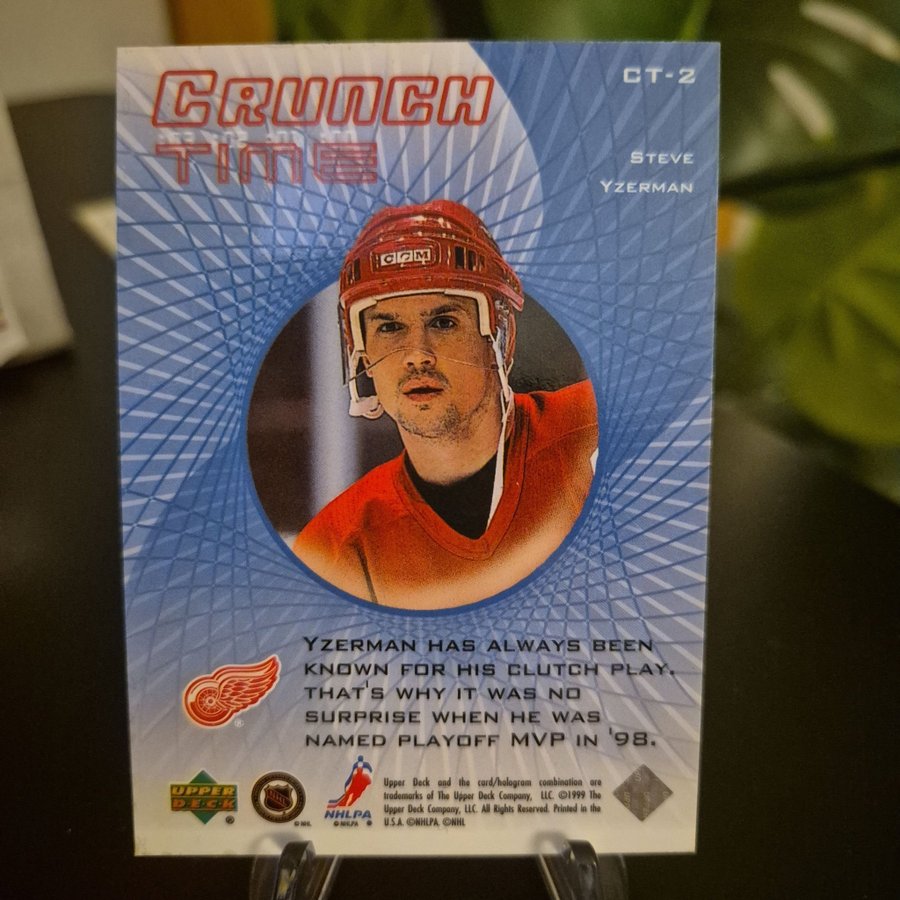 CRUNCH
TIME
CT-2
STEVE
YZERMAN
CCM
YZERMAN HAS ALWAYS BEEN
KNOWN FOR HIS CLUTCH PLAY.
THAT'S WHY IT WAS NO
SURPRISE WHEN HE WAS
NAMED PLAYOFF MVP IN '98.
®
UPPER
DECK
®
NHL
©NHL
NHLPA
©NHLPA ®
Upper Deck and the card/hologram combination are
trademarks of The Upper Deck Company, LLC. ©1999 The
Upper Deck Company, LLC. All Rights Reserved. Printed in the
U.S.A. ©NHLPA, ©NHL